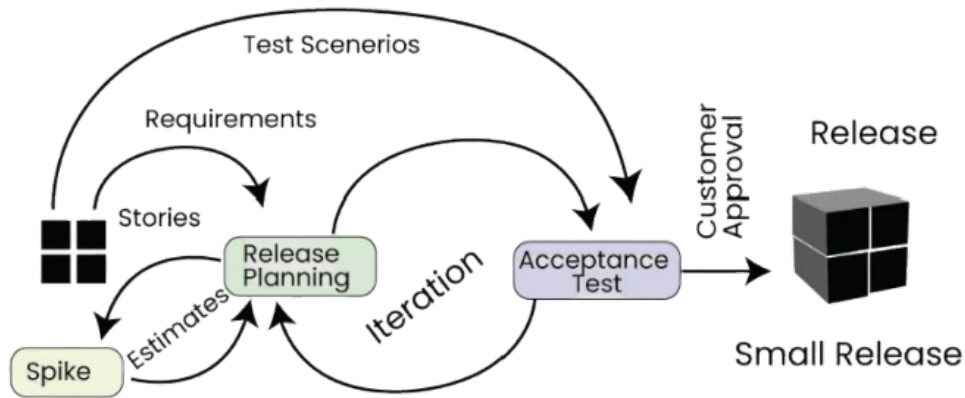 Test Scenerios
Requirements
Stories
Release
Planning
Estimates
Spike
Iteration
Acceptance
Test
Customer
Approval
Release
Small Release